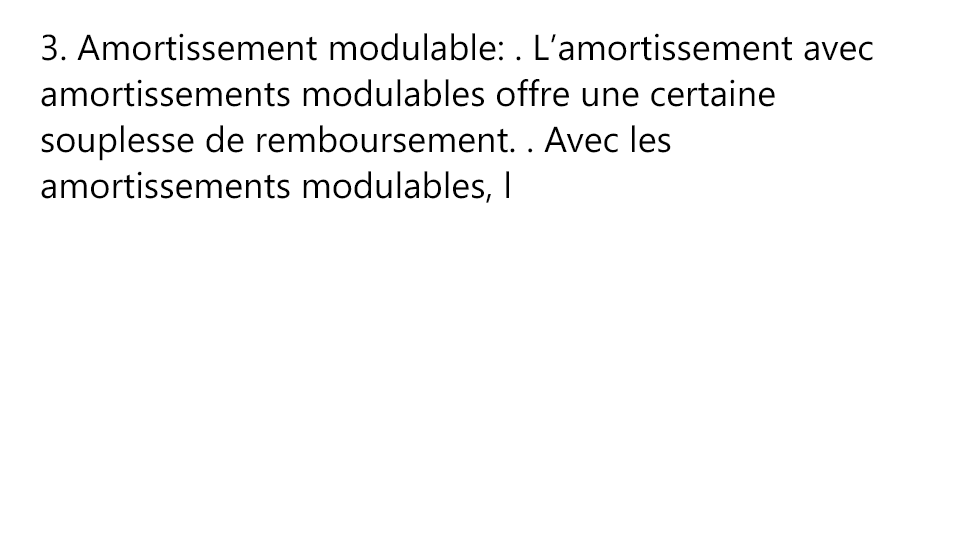 3. Amortissement modulable: . L’amortissement avec
amortissements modulables offre une certaine
souplesse de remboursement. . Avec les
amortissements modulables, l